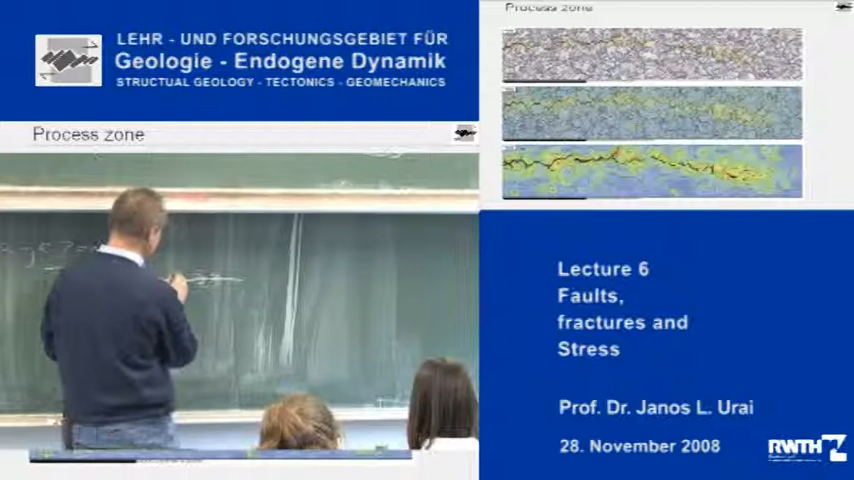 LEHR - UND FORSCHUNGSGEBIET FÜR
Geologie - Endogene Dynamik
STRUCTUAL GEOLOGY - TECTONICS - GEOMECHANICS
Process zone
Process zone
Lecture 6
Faults,
fractures and
Stress
Prof. Dr. Janos L. Urai
28. November 2008
RWTH